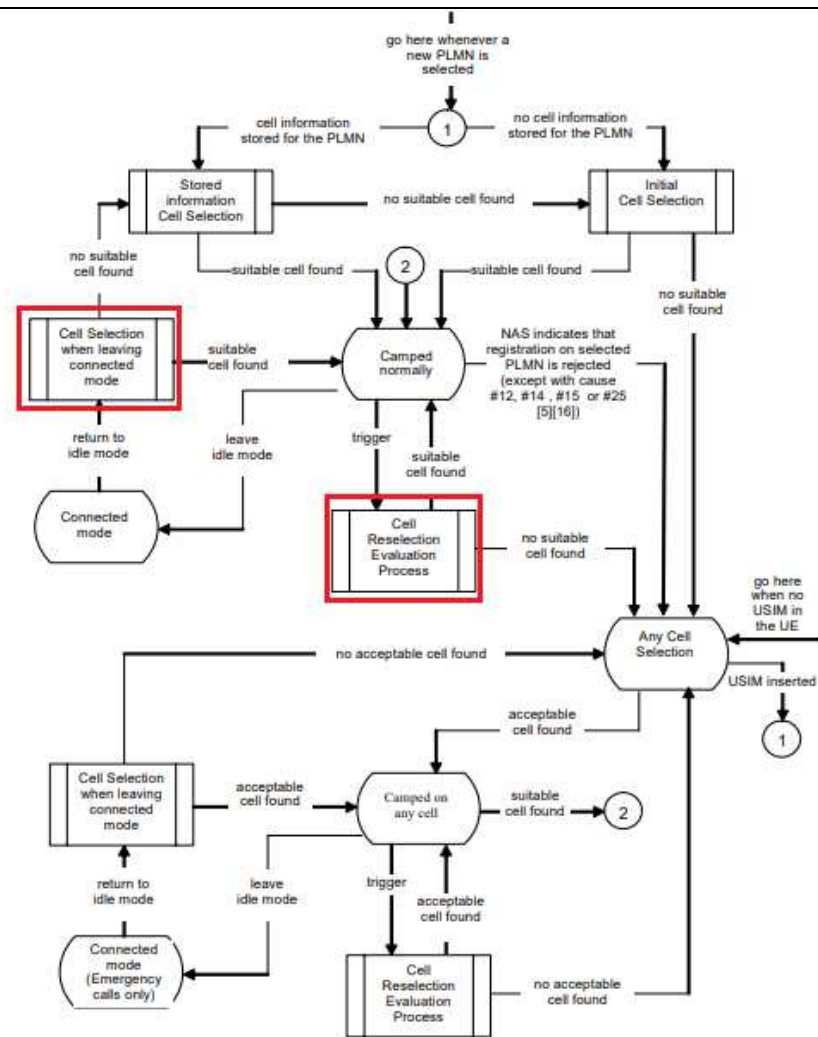 go here whenever a
new PLMN is
selected
cell information
stored for the PLMN
1
no cell information
stored for the PLMN
Stored
information
Cell Selection
no suitable cell found
Initial
Cell Selection
no suitable
cell found
suitable cell found
2
suitable cell found
no suitable
cell found
Cell Selection
when leaving
connected
mode
suitable
cell found
Camped
normally
NAS indicates that
registration on selected
PLMN is rejected
(except with cause
#12, #14 , #15 or #25
[5][16])
return to
idle mode
leave
idle mode
trigger
suitable
cell found
Connected
mode
Cell
Reselection
Evaluation
Process
no suitable
cell found
go here
when no
USIM in
the UE
no acceptable cell found
Any Cell
Selection
USIM inserted
acceptable
cell found
1
Cell Selection
when leaving
connected
mode
acceptable
cell found
Camped on
any cell
suitable
cell found
2
return to
idle mode
leave
idle mode
trigger
acceptable
cell found
Connected
mode
(Emergency
calls only)
Cell
Reselection
Evaluation
Process
no acceptable
cell found